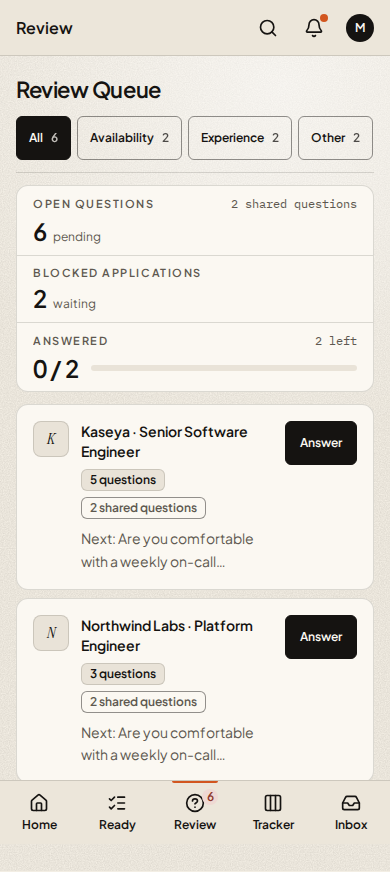 Review
M
Review Queue
All 6
Availability 2
Experience 2
Other 2
OPEN QUESTIONS
2 shared questions
6 pending
BLOCKED APPLICATIONS
2 waiting
ANSWERED
2 left
0/2
K
Kaseya · Senior Software
Engineer
Answer
5 questions
2 shared questions
Next: Are you comfortable
with a weekly on-call…
N
Northwind Labs · Platform
Engineer
Answer
3 questions
2 shared questions
Next: Are you comfortable
with a weekly on-call…
6
Home
Ready
Review
Tracker
Inbox